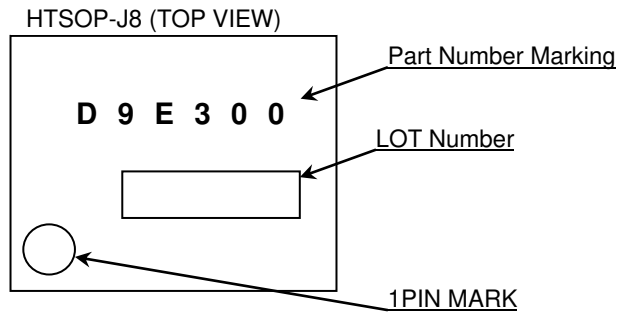 HTSOP-J8 (TOP VIEW)
Part Number Marking
D 9 E 3 0 0
LOT Number
1PIN MARK